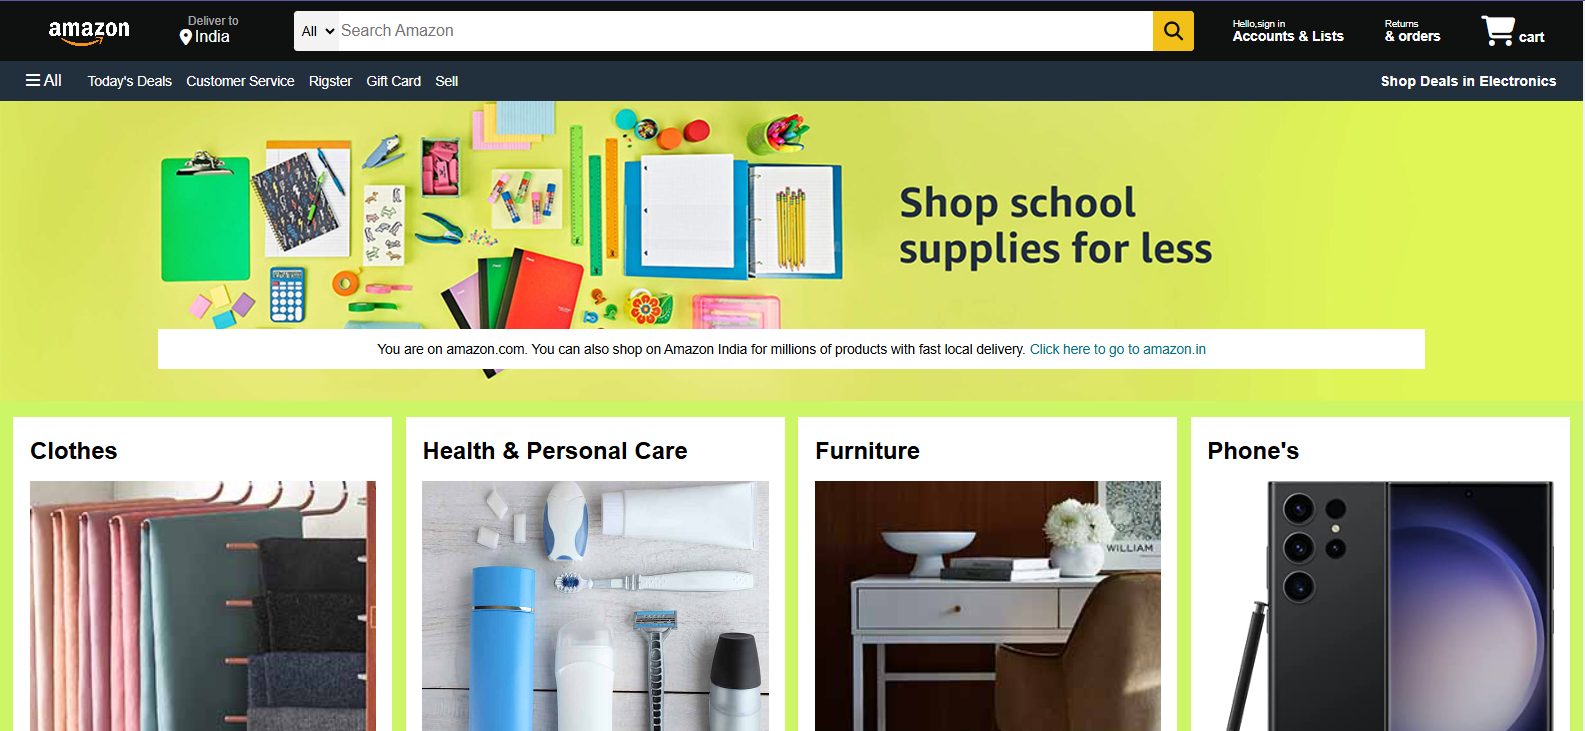 amazon
Deliver to
India
All
Search Amazon
Hello,sign in
Accounts & Lists
Returns
& orders
cart
All
Today's Deals
Customer Service
Rigster
Gift Card
Sell
Shop Deals in Electronics
Shop school
supplies for less
You are on amazon.com. You can also shop on Amazon India for millions of products with fast local delivery. Click here to go to amazon.in
Clothes
Health & Personal Care
Furniture
Phone's
WILLIAM